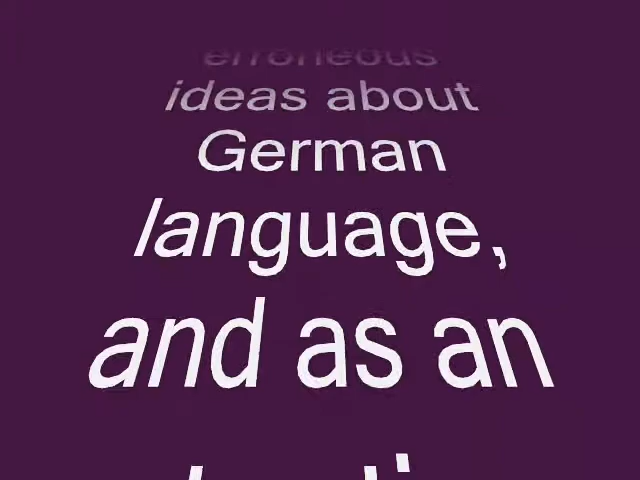 erroneous
ideas about
German
language,
and as an